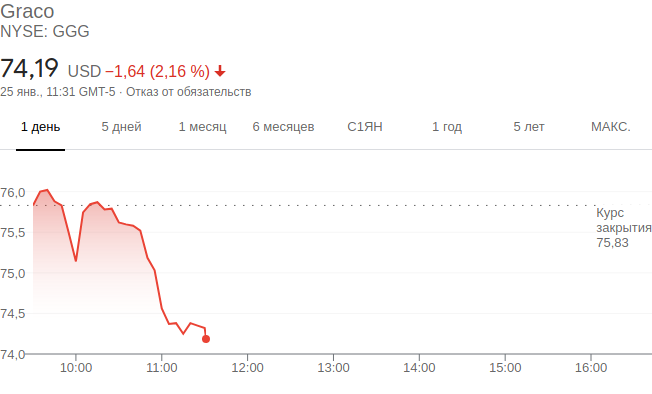 Graco
NYSE: GGG
74,19 USD −1,64 (2,16 %)
25 янв., 11:31 GMT-5 · Отказ от обязательств
1 день 5 дней 1 месяц 6 месяцев С1ЯН 1 год 5 лет МАКС.
76,0
Курс
закрытия
75,83
75,5
75,0
74,5
74,0
10:00 11:00 12:00 13:00 14:00 15:00 16:00